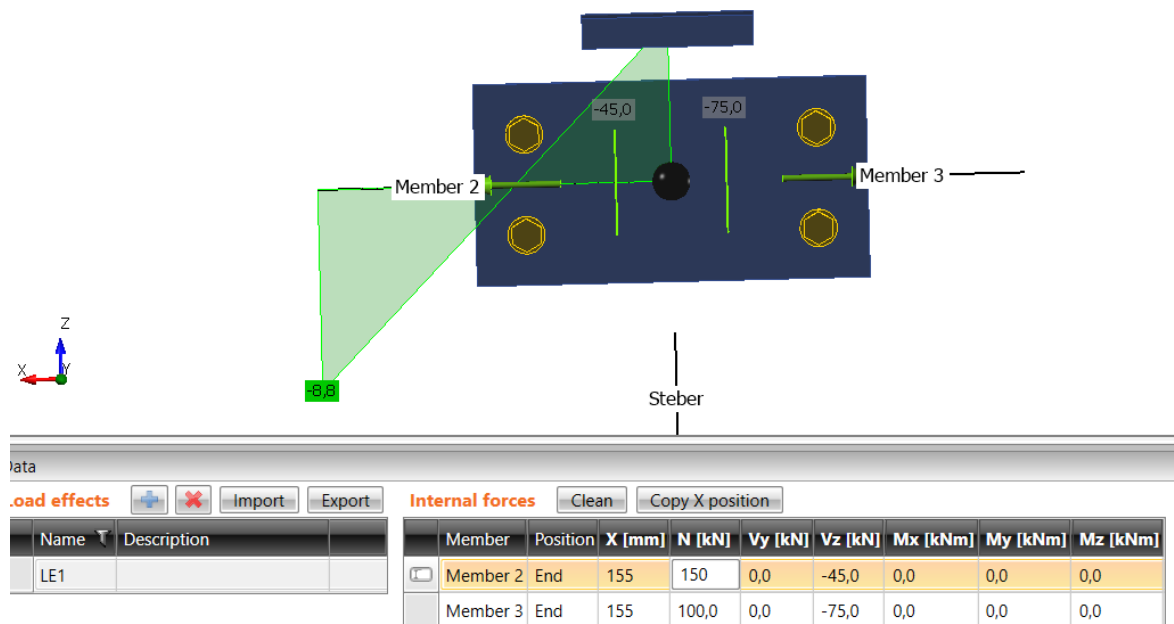 -45,0
-75,0
Member 2
Member 3
Z
X
Y
-8,8
Steber
Data
Load effects Import Export
Internal forces Clean Copy X position
Name Description
LE1
Member Position X [mm] N [kN] Vy [kN] Vz [kN] Mx [kNm] My [kNm] Mz [kNm]
Member 2 End 155 150 0,0 -45,0 0,0 0,0 0,0
Member 3 End 155 100,0 0,0 -75,0 0,0 0,0 0,0